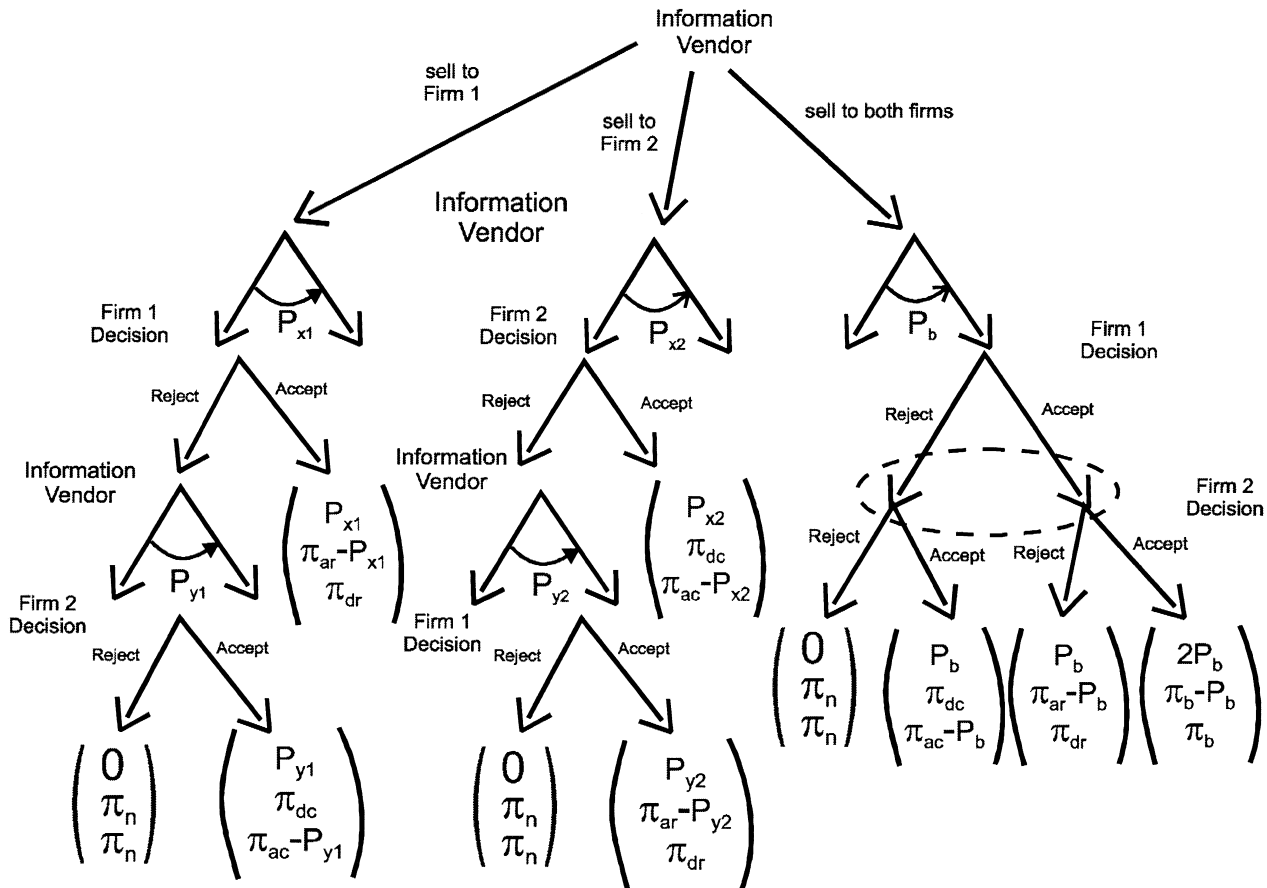 Information
Vendor
sell to
Firm 1
sell to
Firm 2
sell to both firms
Information
Vendor
Firm 1
Decision
P_x1
Firm 2
Decision
P_x2
P_b
Firm 1
Decision
Reject
Accept
Reject
Accept
Reject
Accept
Information
Vendor
P_x1
π_ar-P_x1
π_dr
Information
Vendor
P_x2
π_dc
π_ac-P_x2
Firm 2
Decision
Reject
Accept
Reject
Accept
P_y1
P_y2
Firm 2
Decision
Reject
Accept
Firm 1
Decision
Reject
Accept
0
π_n
π_n
P_b
π_dc
π_ac-P_b
P_b
π_ar-P_b
π_dr
2P_b
π_b-P_b
π_b
0
π_n
π_n
P_y1
π_dc
π_ac-P_y1
0
π_n
π_n
P_y2
π_ar-P_y2
π_dr